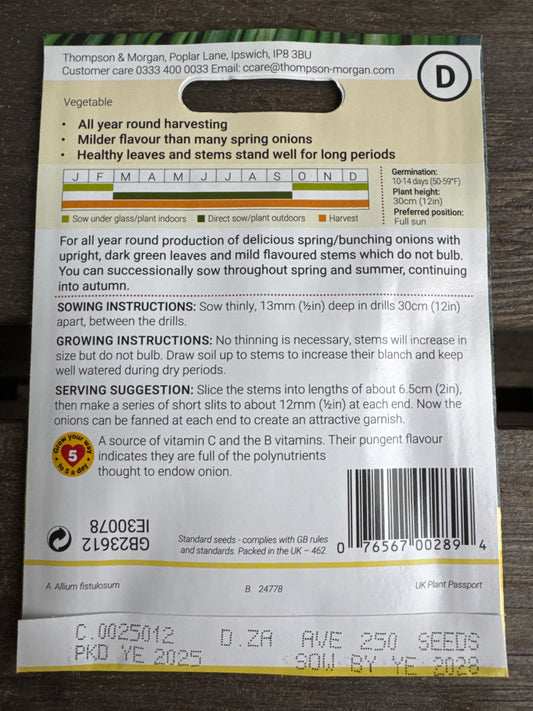 Thompson & Morgan, Poplar Lane, Ipswich, IP8 3BU
Customer care 0333 400 0033 Email: ccare@thompson-morgan.com
D
Vegetable
• All year round harvesting
• Milder flavour than many spring onions
• Healthy leaves and stems stand well for long periods
J F M A M J J A S O N D
Sow under glass/plant indoors Direct sow/plant outdoors Harvest
Germination:
10-14 days (50-59°F)
Plant height:
30cm (12in)
Preferred position:
Full sun
For all year round production of delicious spring/bunching onions with
upright, dark green leaves and mild flavoured stems which do not bulb.
You can successionally sow throughout spring and summer, continuing
into autumn.
SOWING INSTRUCTIONS: Sow thinly, 13mm (½in) deep in drills 30cm (12in)
apart, between the drills.
GROWING INSTRUCTIONS: No thinning is necessary, stems will increase in
size but do not bulb. Draw soil up to stems to increase their blanch and keep
well watered during dry periods.
SERVING SUGGESTION: Slice the stems into lengths of about 6.5cm (2in),
then make a series of short slits to about 12mm (½in) at each end. Now the
onions can be fanned at each end to create an attractive garnish.
Grow your way
5
to 5 a day
A source of vitamin C and the B vitamins. Their pungent flavour
indicates they are full of the polynutrients
thought to endow onion.
GB23612
IE30078
Standard seeds - complies with GB rules
and standards. Packed in the UK – 462
0 76567 00289 4
A. Allium fistulosum
B. 24778
UK Plant Passport
C.0025012 D.ZA AVE 250 SEEDS
PKD YE 2025 SOW BY YE 2028